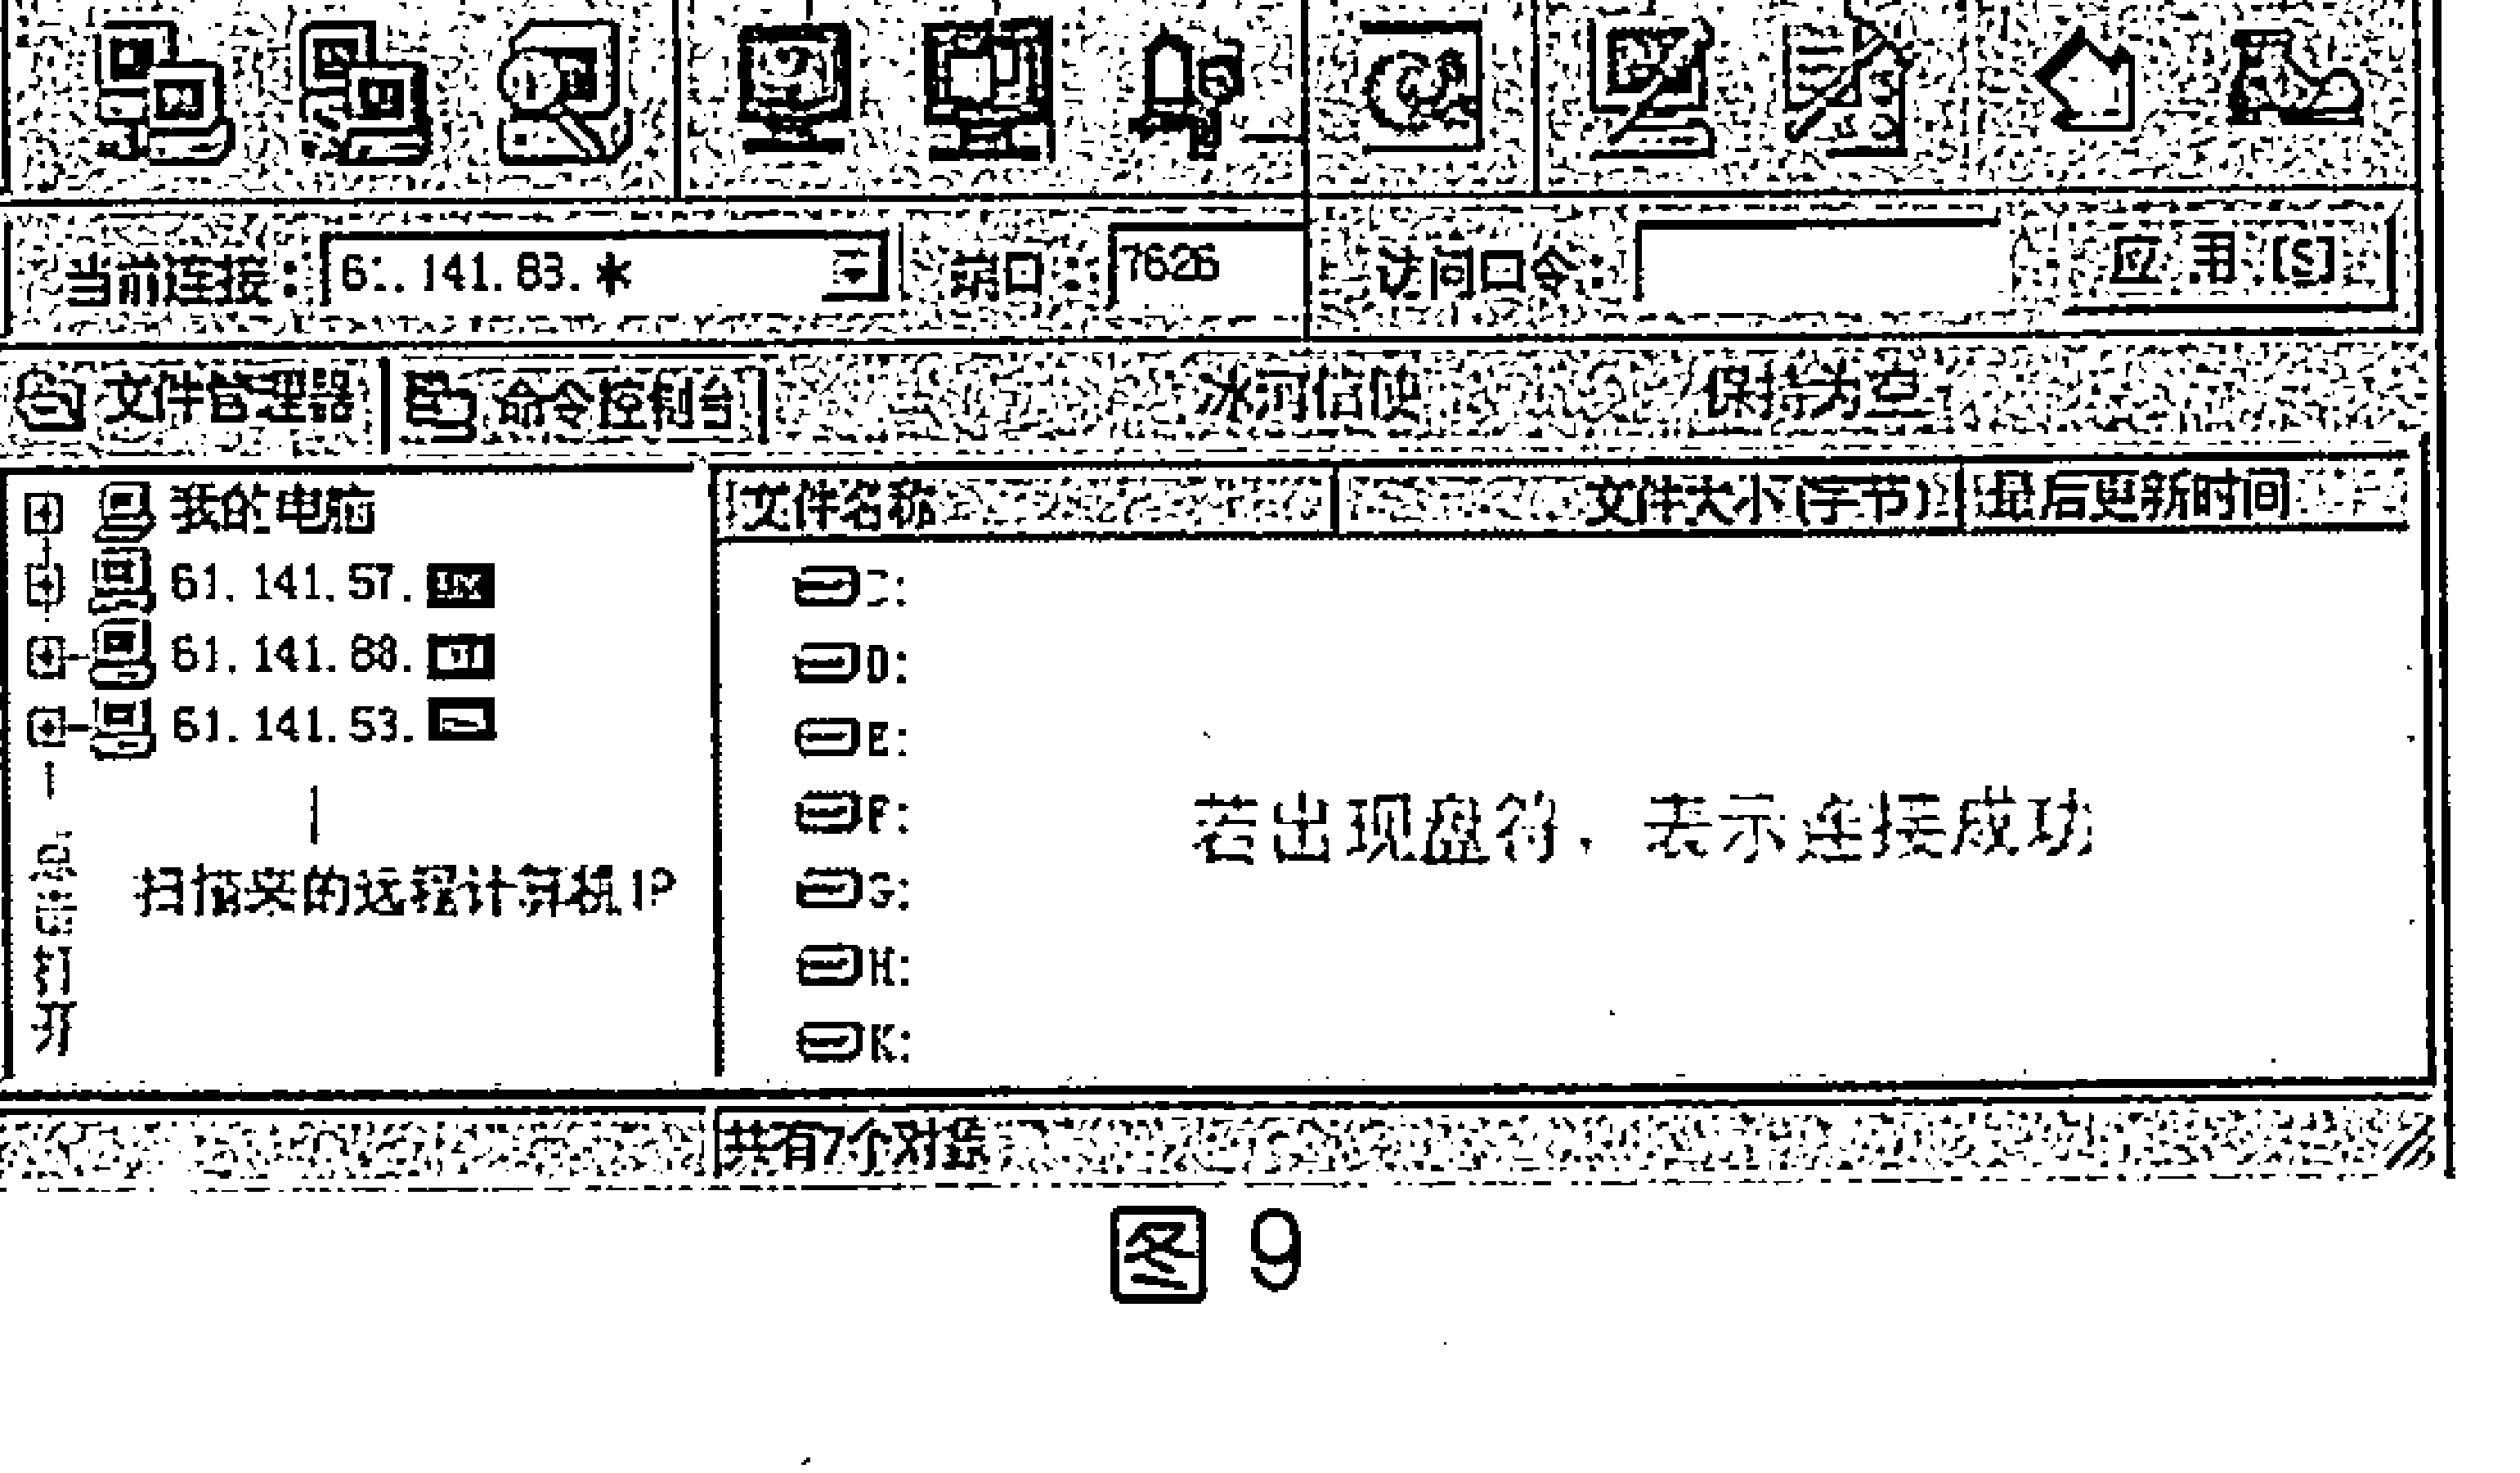 当前连接: 61.141.83.* 端口: 7626 访问口令: 应用[S]
文件管理器 命令控制台 冰河信使 保持为空
我的电脑 文件名称 文件大小(字节) 最后更新时间
61.141.57.
61.141.88.
61.141.53.
扫描来的远程计算机IP
打开
D:
E:
F:
G:
H:
K:
若出现盘符,表示连接成功
共有7个对象
图 9